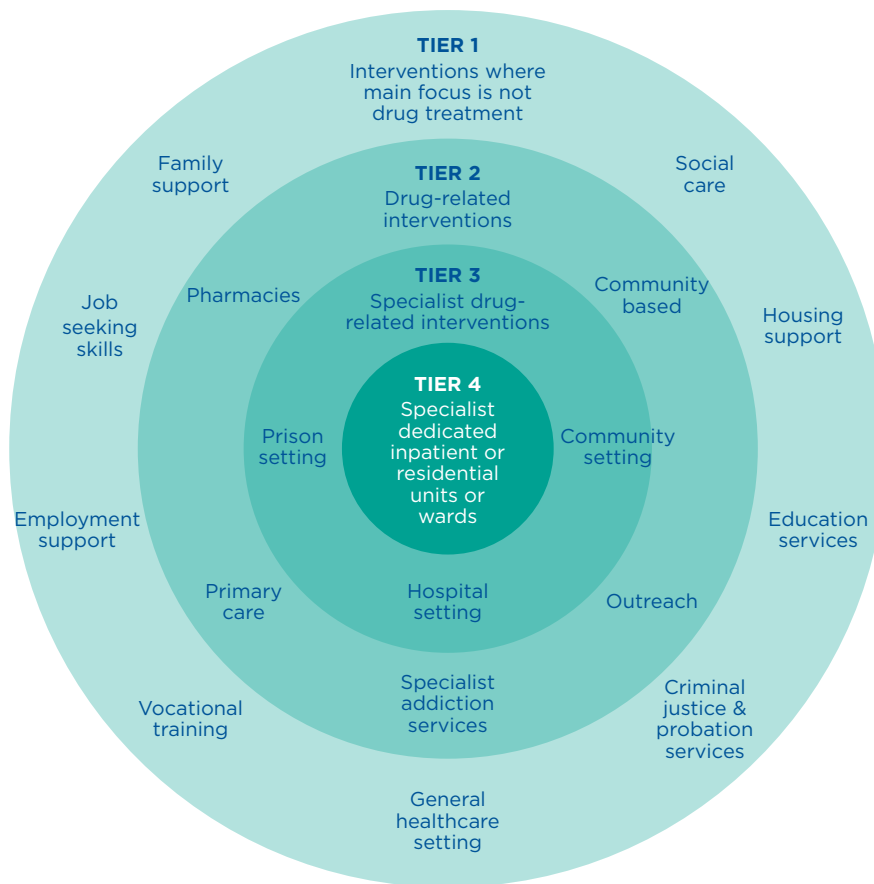 TIER 1
Interventions where
main focus is not
drug treatment
Family
support
Social
care
TIER 2
Drug-related
interventions
Pharmacies
Community
based
Job
seeking
skills
Housing
support
TIER 3
Specialist drug-
related interventions
TIER 4
Specialist
dedicated
inpatient or
residential
units or
wards
Prison
setting
Community
setting
Employment
support
Education
services
Primary
care
Hospital
setting
Outreach
Vocational
training
Specialist
addiction
services
Criminal
justice &
probation
services
General
healthcare
setting